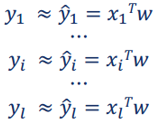 y₁ ≈ ŷ₁ = x₁ᵀw
...
yᵢ ≈ ŷᵢ = xᵢᵀw
...
yₗ ≈ ŷₗ = xₗᵀw